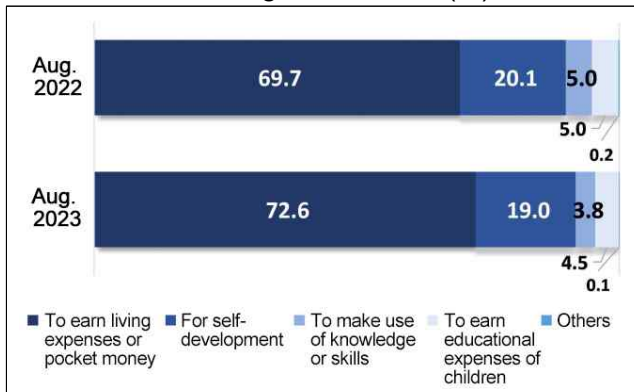 (%)
Aug.
2022
69.7
20.1
5.0
5.0
0.2
Aug.
2023
72.6
19.0
3.8
4.5
0.1
To earn living
expenses or
pocket money
For self-
development
To make use
of knowledge
or skills
To earn
educational
expenses of
children
Others